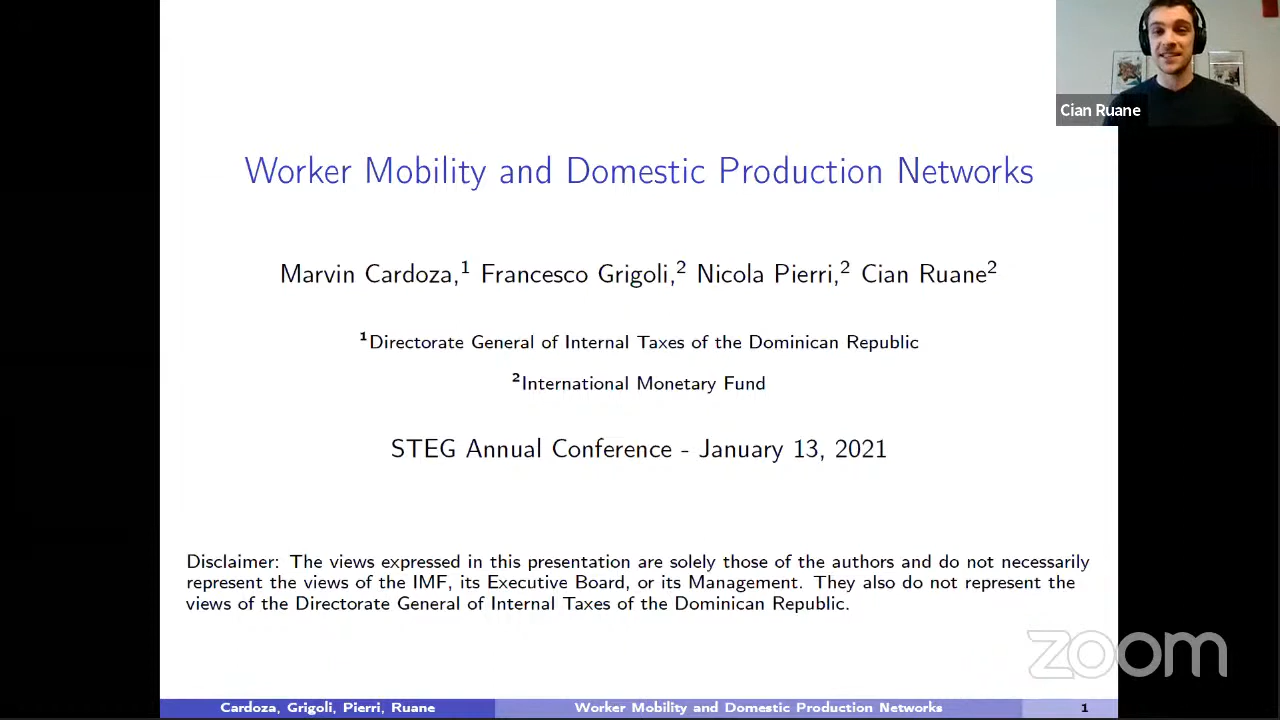 Cian Ruane
Worker Mobility and Domestic Production Networks
Marvin Cardoza,¹ Francesco Grigoli,² Nicola Pierri,² Cian Ruane²
¹Directorate General of Internal Taxes of the Dominican Republic
²International Monetary Fund
STEG Annual Conference - January 13, 2021
Disclaimer: The views expressed in this presentation are solely those of the authors and do not necessarily
represent the views of the IMF, its Executive Board, or its Management. They also do not represent the
views of the Directorate General of Internal Taxes of the Dominican Republic.
zoom
Cardoza, Grigoli, Pierri, Ruane
Worker Mobility and Domestic Production Networks
1